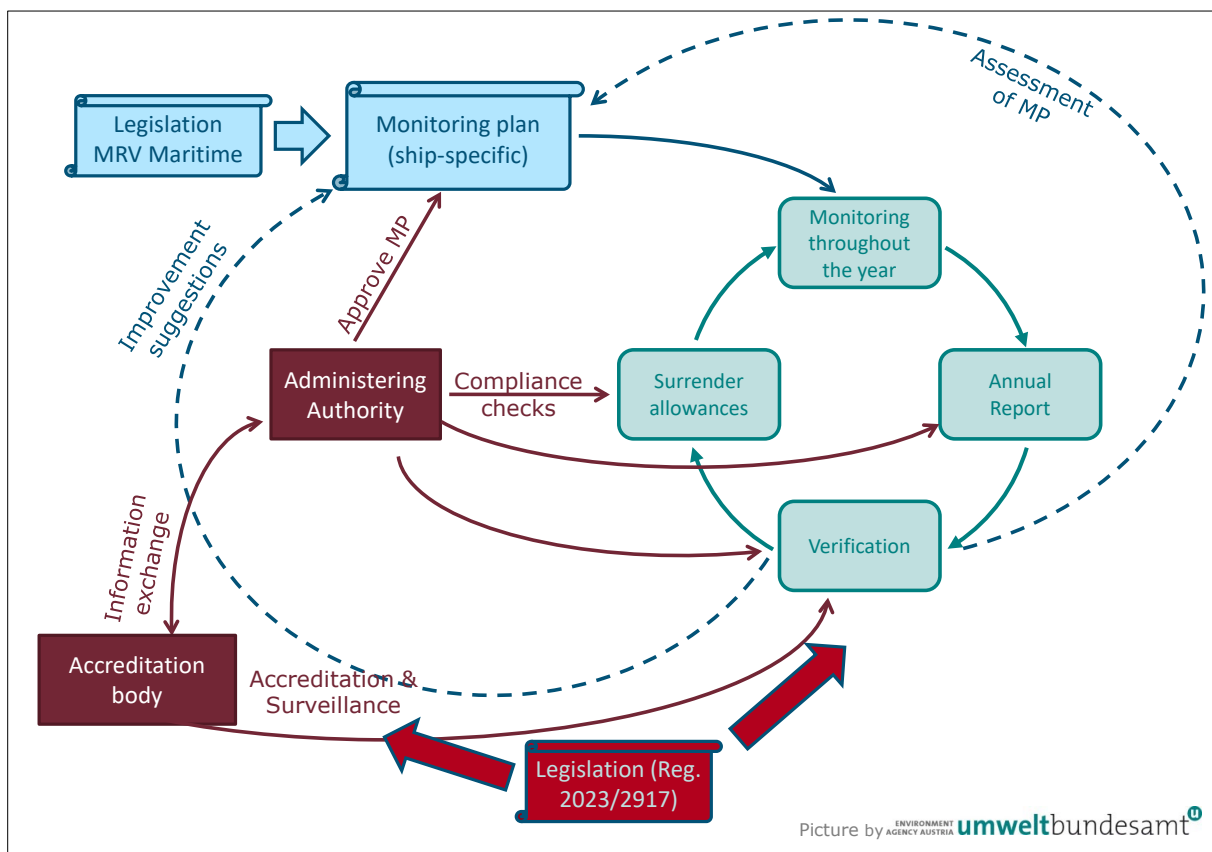 Legislation
MRV Maritime
Monitoring plan
(ship-specific)
Assessment
of MP
Improvement
suggestions
Approve MP
Monitoring
throughout
the year
Administering
Authority
Compliance
checks
Surrender
allowances
Annual
Report
Information
exchange
Verification
Accreditation
body
Accreditation &
Surveillance
Legislation (Reg.
2023/2917)
Picture by ENVIRONMENT
AGENCY AUSTRIA umweltbundesamt u